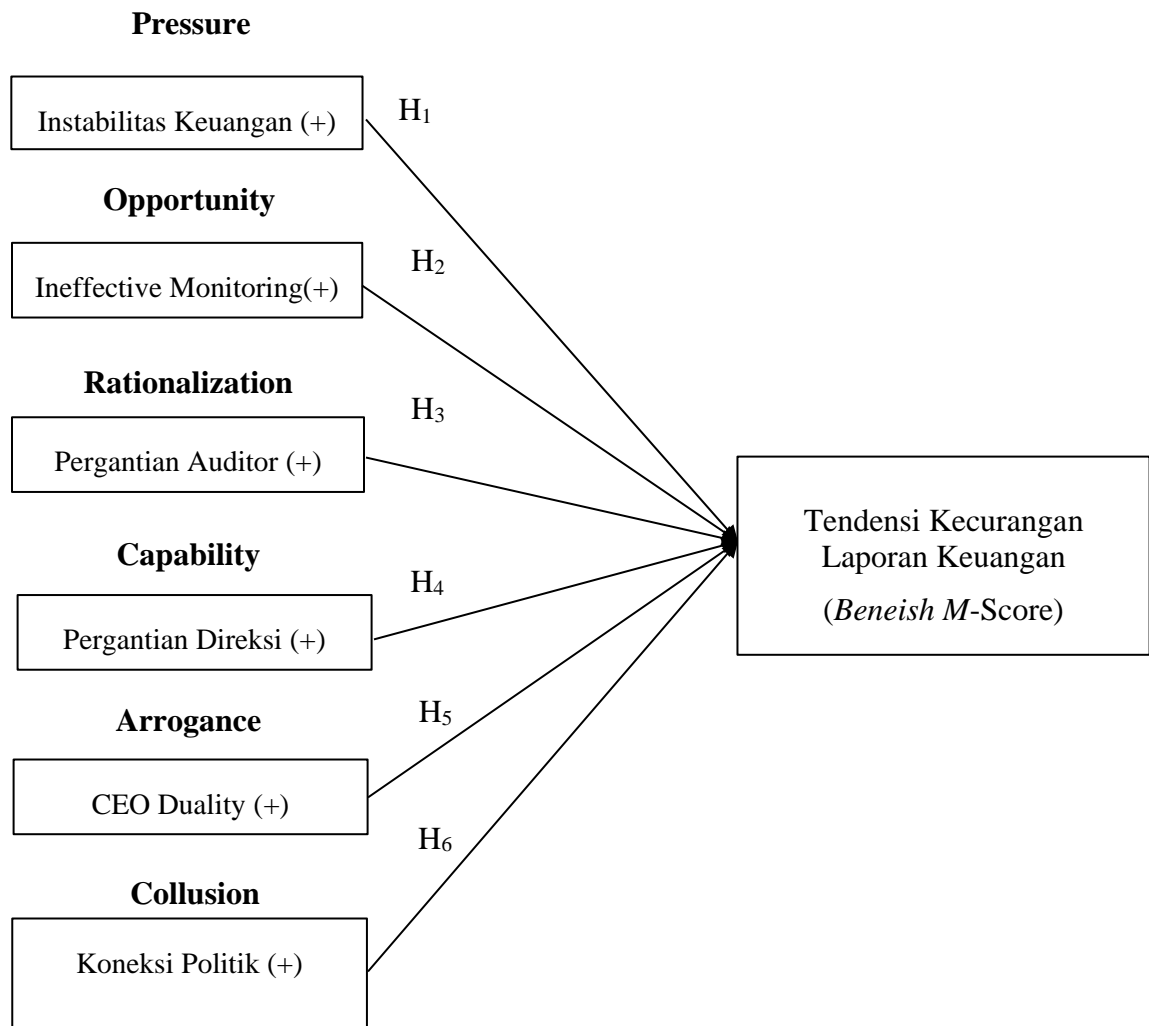 Pressure
Instabilitas Keuangan (+)
H₁
Opportunity
Ineffective Monitoring(+)
H₂
Rationalization
Pergantian Auditor (+)
H₃
Capability
Pergantian Direksi (+)
H₄
Arrogance
CEO Duality (+)
H₅
Collusion
Koneksi Politik (+)
H₆
Tendensi Kecurangan
Laporan Keuangan
(Beneish M-Score)